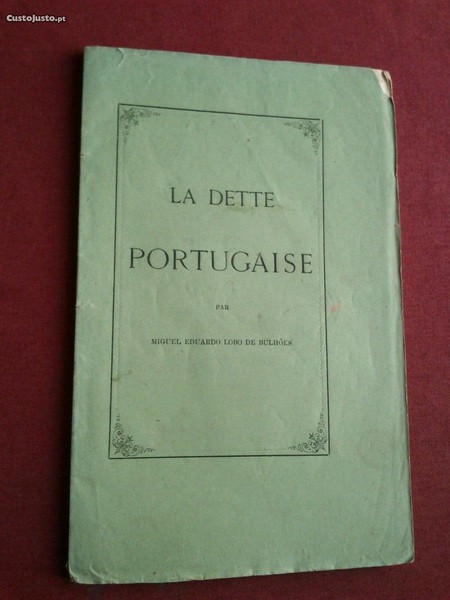 CustoJusto.pt
LA DETTE
PORTUGAISE
PAR
MIGUEL EDUARDO LOBO DE BULHÕES